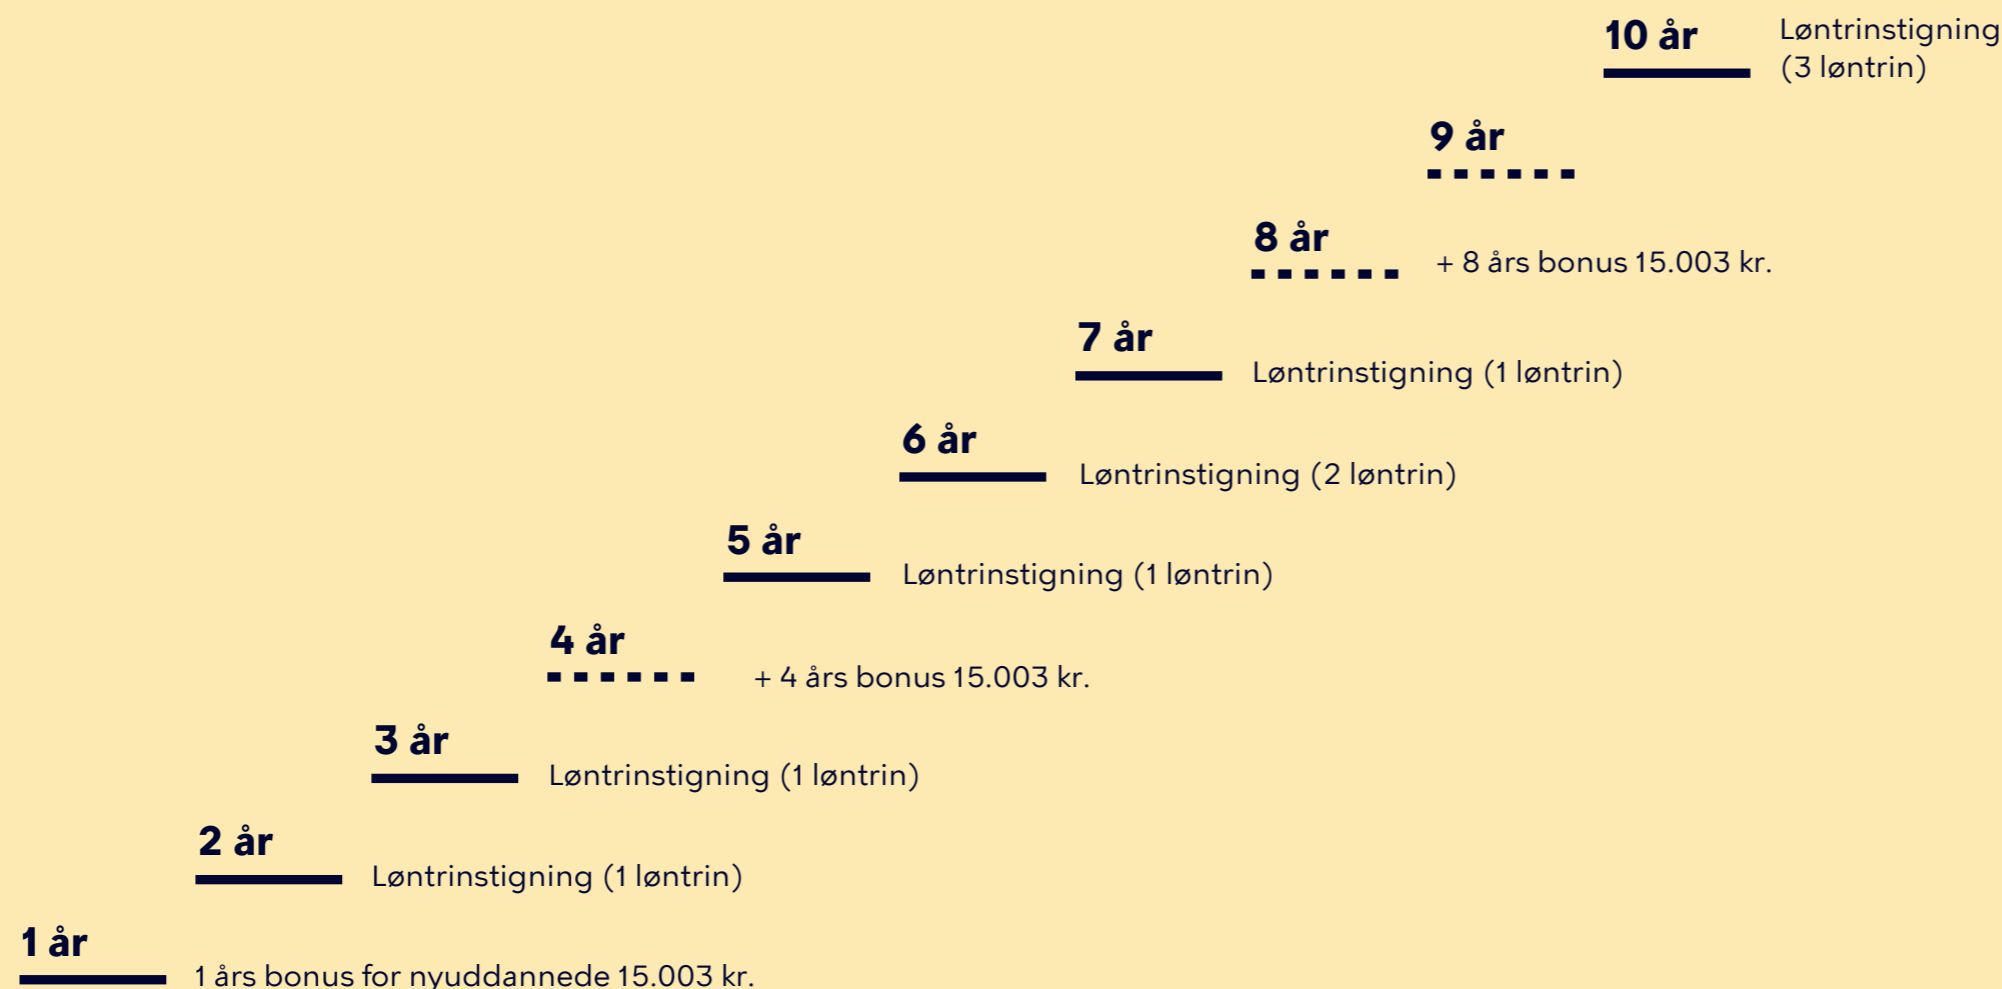 10 år
Løntrinstigning
(3 løntrin)
9 år
8 år
+ 8 års bonus 15.003 kr.
7 år
Løntrinstigning (1 løntrin)
6 år
Løntrinstigning (2 løntrin)
5 år
Løntrinstigning (1 løntrin)
4 år
+ 4 års bonus 15.003 kr.
3 år
Løntrinstigning (1 løntrin)
2 år
Løntrinstigning (1 løntrin)
1 år
1 års bonus for nyuddannede 15.003 kr.